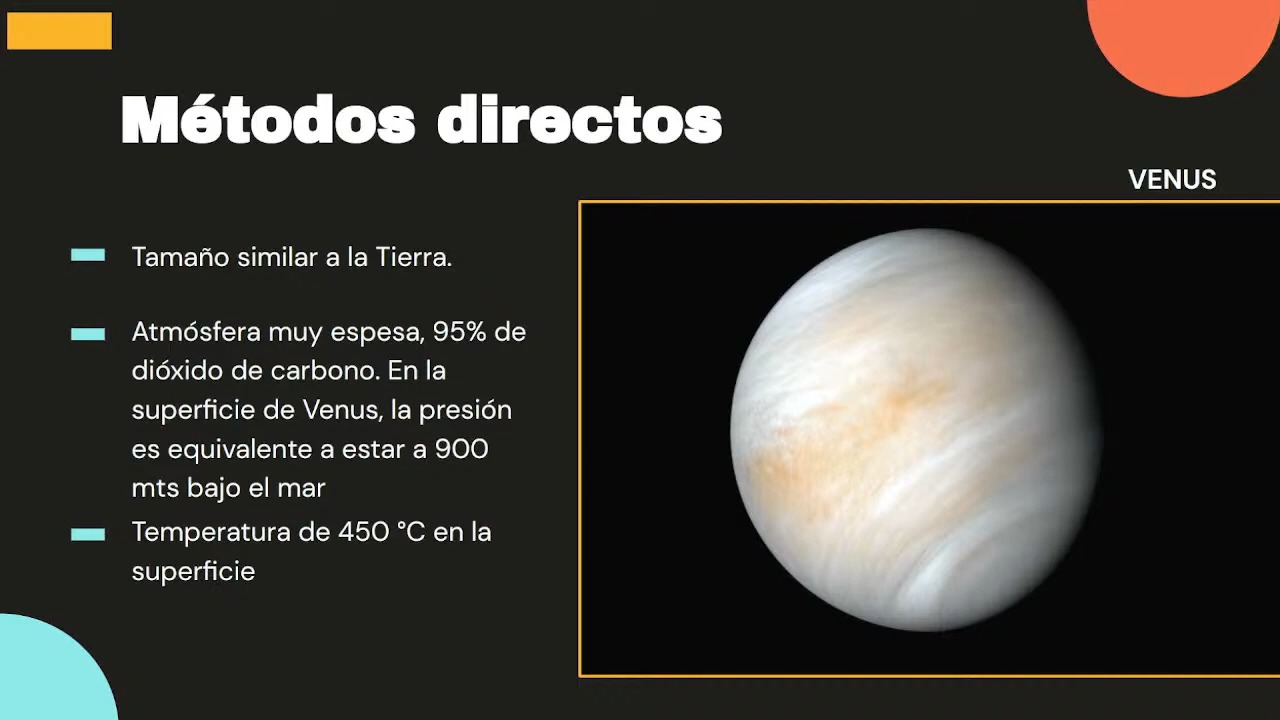 Métodos directos
VENUS
Tamaño similar a la Tierra.
Atmósfera muy espesa, 95% de
dióxido de carbono. En la
superficie de Venus, la presión
es equivalente a estar a 900
mts bajo el mar
Temperatura de 450 °C en la
superficie